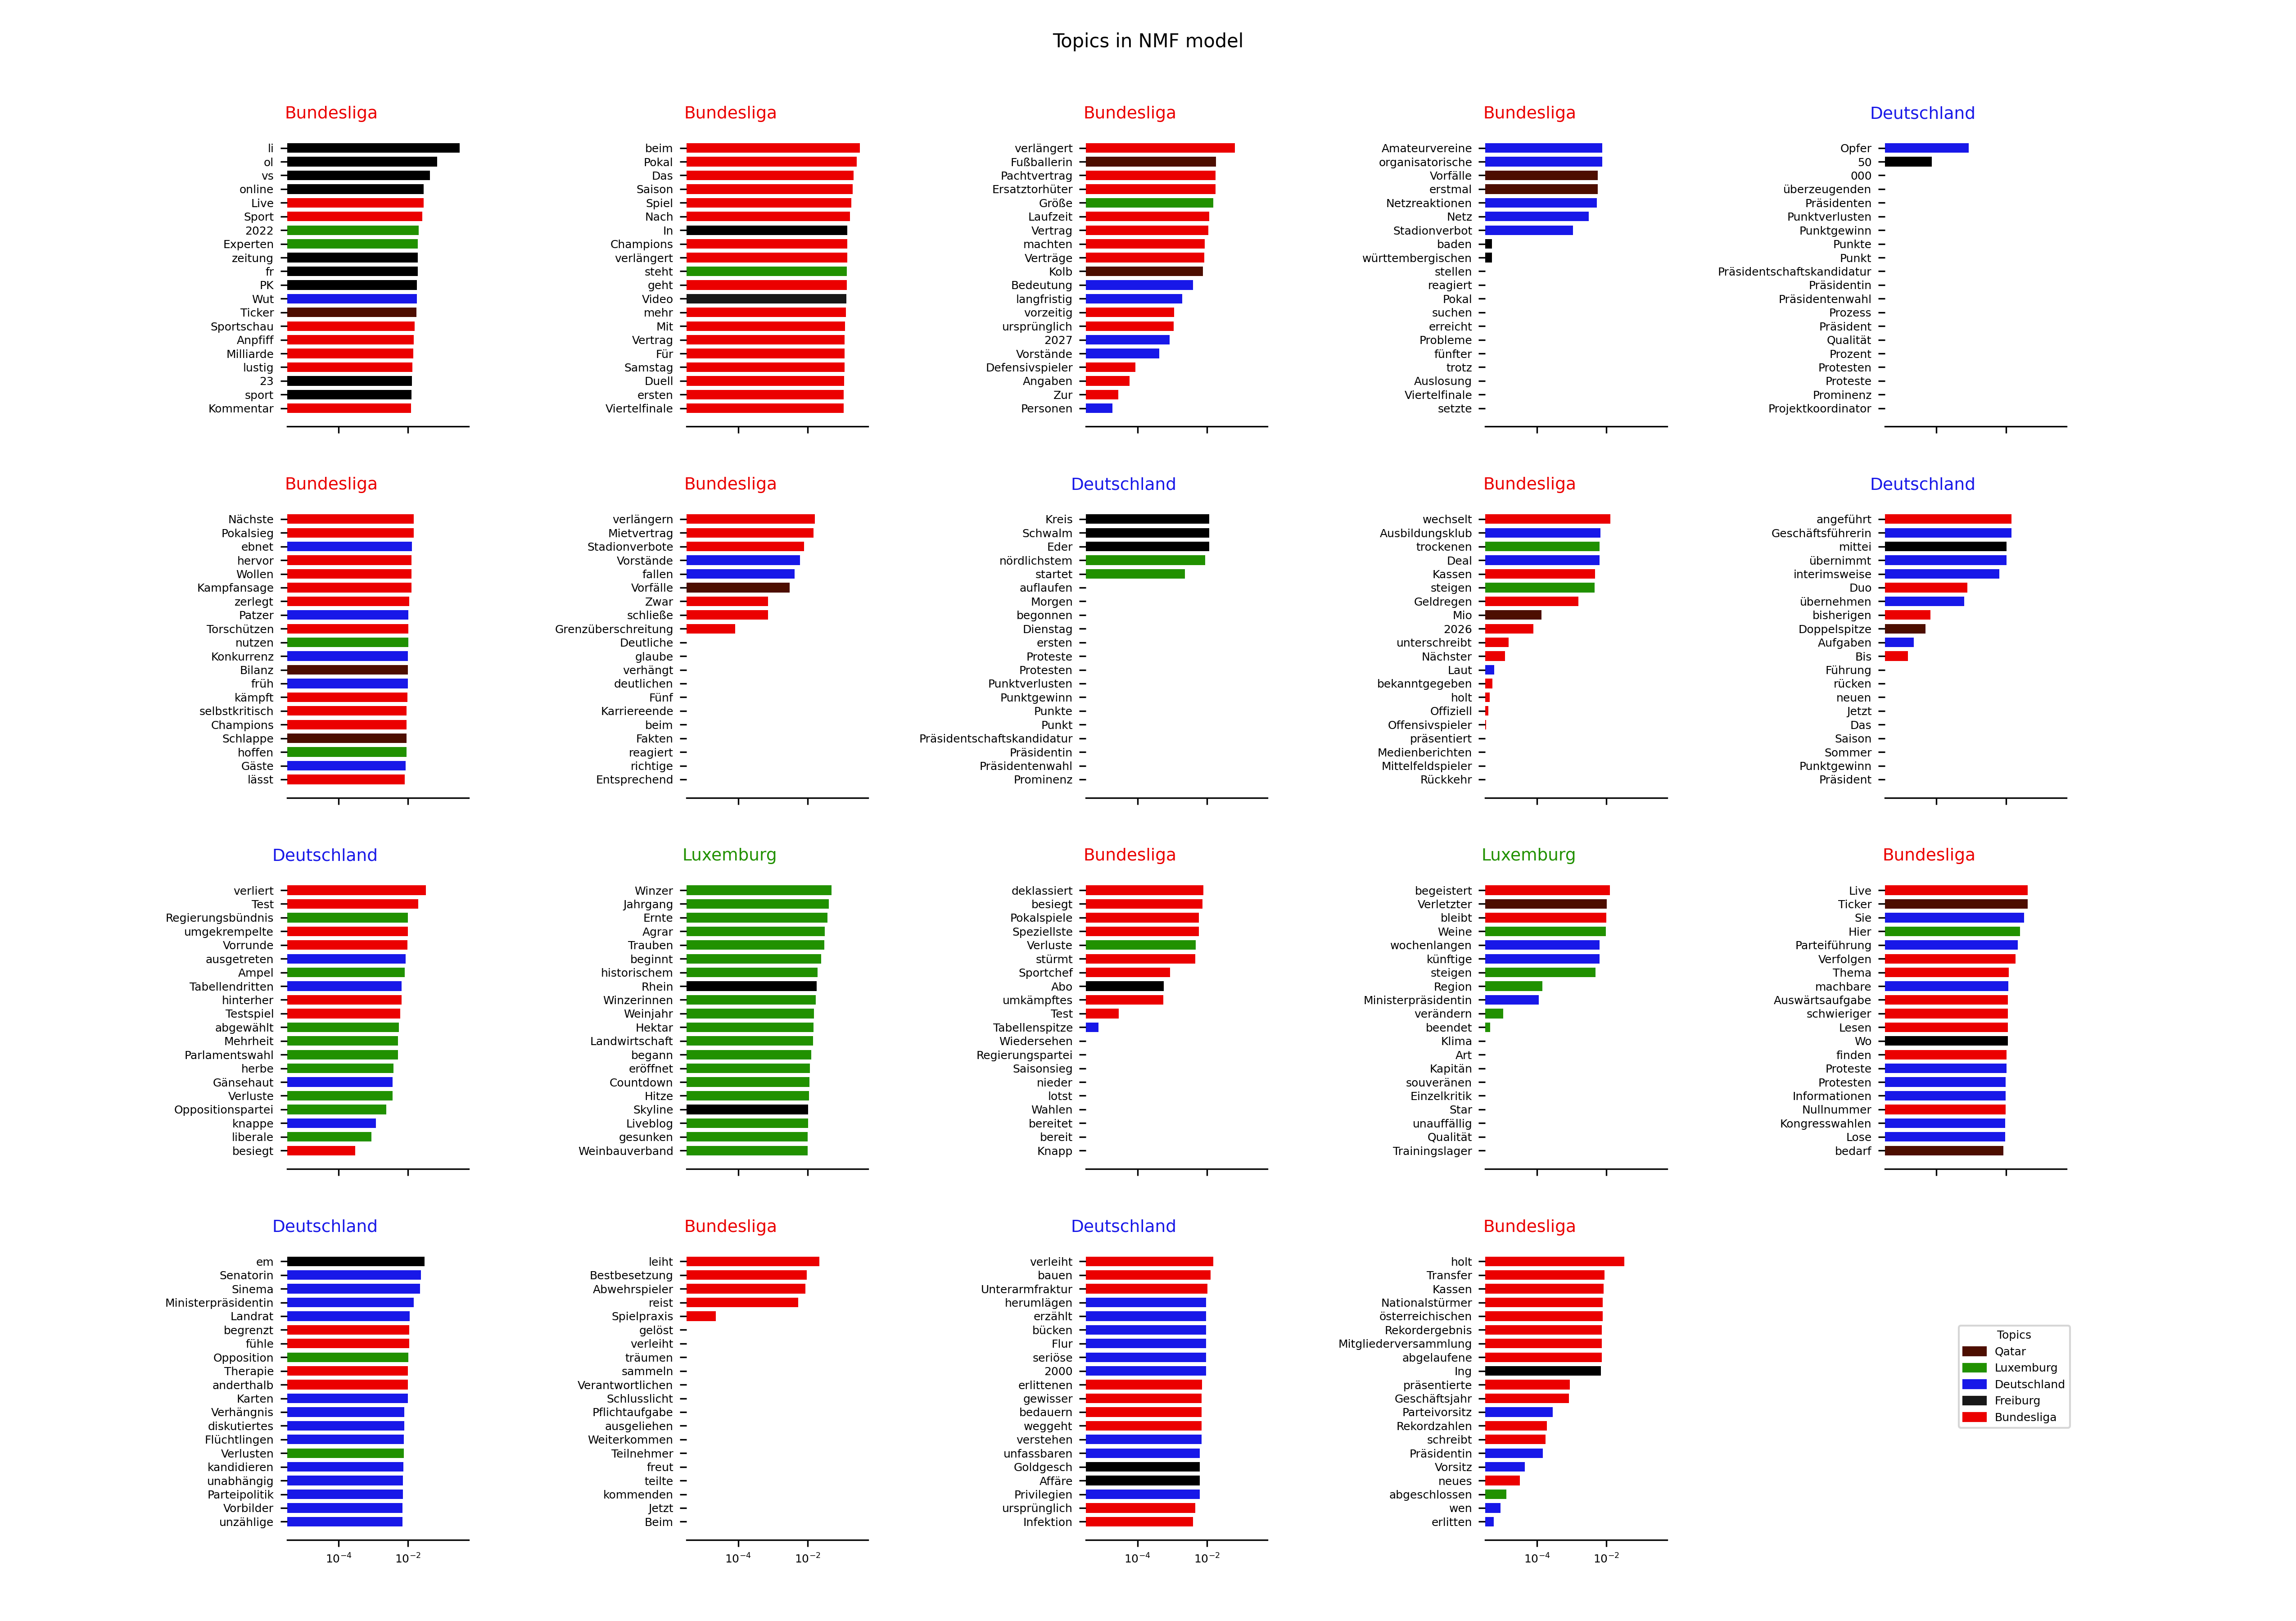 Topics in NMF model
Bundesliga
li
ol
vs
online
Live
Sport
2022
Experten
zeitung
fr
PK
Wut
Ticker
Sportschau
Anpfiff
Milliarde
lustig
23
sport
Kommentar
Bundesliga
beim
Pokal
Das
Saison
Spiel
Nach
In
Champions
verlängert
steht
geht
Video
mehr
Mit
Vertrag
Für
Samstag
Duell
ersten
Viertelfinale
Bundesliga
verlängert
Fußballerin
Pachtvertrag
Ersatztorhüter
Größe
Laufzeit
Vertrag
machten
Verträge
Kolb
Bedeutung
langfristig
vorzeitig
ursprünglich
2027
Vorstände
Defensivspieler
Angaben
Zur
Personen
Bundesliga
Amateurvereine
organisatorische
Vorfälle
erstmal
Netzreaktionen
Netz
Stadionverbot
baden
württembergischen
stellen
reagiert
Pokal
suchen
erreicht
Probleme
fünfter
trotz
Auslosung
Viertelfinale
setzte
Deutschland
Opfer
50
000
überzeugenden
Präsidenten
Punktverlusten
Punktgewinn
Punkte
Punkt
Präsidentschaftskandidatur
Präsidentin
Präsidentenwahl
Prozess
Präsident
Qualität
Prozent
Protesten
Proteste
Prominenz
Projektkoordinator
Bundesliga
Nächste
Pokalsieg
ebnet
hervor
Wollen
Kampfansage
zerlegt
Patzer
Torschützen
nutzen
Konkurrenz
Bilanz
früh
kämpft
selbstkritisch
Champions
Schlappe
hoffen
Gäste
lässt
Bundesliga
verlängern
Mietvertrag
Stadionverbote
Vorstände
fallen
Vorfälle
Zwar
schließe
Grenzüberschreitung
Deutliche
glaube
verhängt
deutlichen
Fünf
Karriereende
beim
Fakten
reagiert
richtige
Entsprechend
Deutschland
Kreis
Schwalm
Eder
nördlichstem
startet
auflaufen
Morgen
begonnen
Dienstag
ersten
Proteste
Protesten
Punktverlusten
Punktgewinn
Punkte
Punkt
Präsidentschaftskandidatur
Präsidentin
Präsidentenwahl
Prominenz
Bundesliga
wechselt
Ausbildungsklub
trockenen
Deal
Kassen
steigen
Geldregen
Mio
2026
unterschreibt
Nächster
Laut
bekanntgegeben
holt
Offiziell
Offensivspieler
präsentiert
Medienberichten
Mittelfeldspieler
Rückkehr
Deutschland
angeführt
Geschäftsführerin
mittei
übernimmt
interimsweise
Duo
übernehmen
bisherigen
Doppelspitze
Aufgaben
Bis
Führung
rücken
neuen
Jetzt
Das
Saison
Sommer
Punktgewinn
Präsident
Deutschland
verliert
Test
Regierungsbündnis
umgekrempelte
Vorrunde
ausgetreten
Ampel
Tabellendritten
hinterher
Testspiel
abgewählt
Mehrheit
Parlamentswahl
herbe
Gänsehaut
Verluste
Oppositionspartei
knappe
liberale
besiegt
Luxemburg
Winzer
Jahrgang
Ernte
Agrar
Trauben
beginnt
historischem
Rhein
Winzerinnen
Weinjahr
Hektar
Landwirtschaft
begann
eröffnet
Countdown
Hitze
Skyline
Liveblog
gesunken
Weinbauverband
Bundesliga
deklassiert
besiegt
Pokalspiele
Speziellste
Verluste
stürmt
Sportchef
Abo
umkämpftes
Test
Tabellenspitze
Wiedersehen
Regierungspartei
Saisonsieg
nieder
lotst
Wahlen
bereitet
bereit
Knapp
Luxemburg
begeistert
Verletzter
bleibt
Weine
wochenlangen
künftige
steigen
Region
Ministerpräsidentin
verändern
beendet
Klima
Art
Kapitän
souveränen
Einzelkritik
Star
unauffällig
Qualität
Trainingslager
Bundesliga
Live
Ticker
Sie
Hier
Parteiführung
Verfolgen
Thema
machbare
Auswärtsaufgabe
schwieriger
Lesen
Wo
finden
Proteste
Protesten
Informationen
Nullnummer
Kongresswahlen
Lose
bedarf
Deutschland
em
Senatorin
Sinema
Ministerpräsidentin
Landrat
begrenzt
fühle
Opposition
Therapie
anderthalb
Karten
Verhängnis
diskutiertes
Flüchtlingen
Verlusten
kandidieren
unabhängig
Parteipolitik
Vorbilder
unzählige
10⁻⁴ 10⁻²
Bundesliga
leiht
Bestbesetzung
Abwehrspieler
reist
Spielpraxis
gelöst
verleiht
träumen
sammeln
Verantwortlichen
Schlusslicht
Pflichtaufgabe
ausgeliehen
Weiterkommen
Teilnehmer
freut
teilte
kommenden
Jetzt
Beim
10⁻⁴ 10⁻²
Deutschland
verleiht
bauen
Unterarmfraktur
herumlägen
erzählt
bücken
Flur
seriöse
2000
erlittenen
gewisser
bedauern
weggeht
verstehen
unfassbaren
Goldgesch
Affäre
Privilegien
ursprünglich
Infektion
10⁻⁴ 10⁻²
Bundesliga
holt
Transfer
Kassen
Nationalstürmer
österreichischen
Rekordergebnis
Mitgliederversammlung
abgelaufene
Ing
präsentierte
Geschäftsjahr
Parteivorsitz
Rekordzahlen
schreibt
Präsidentin
Vorsitz
neues
abgeschlossen
wen
erlitten
10⁻⁴ 10⁻²
Topics
Qatar
Luxemburg
Deutschland
Freiburg
Bundesliga